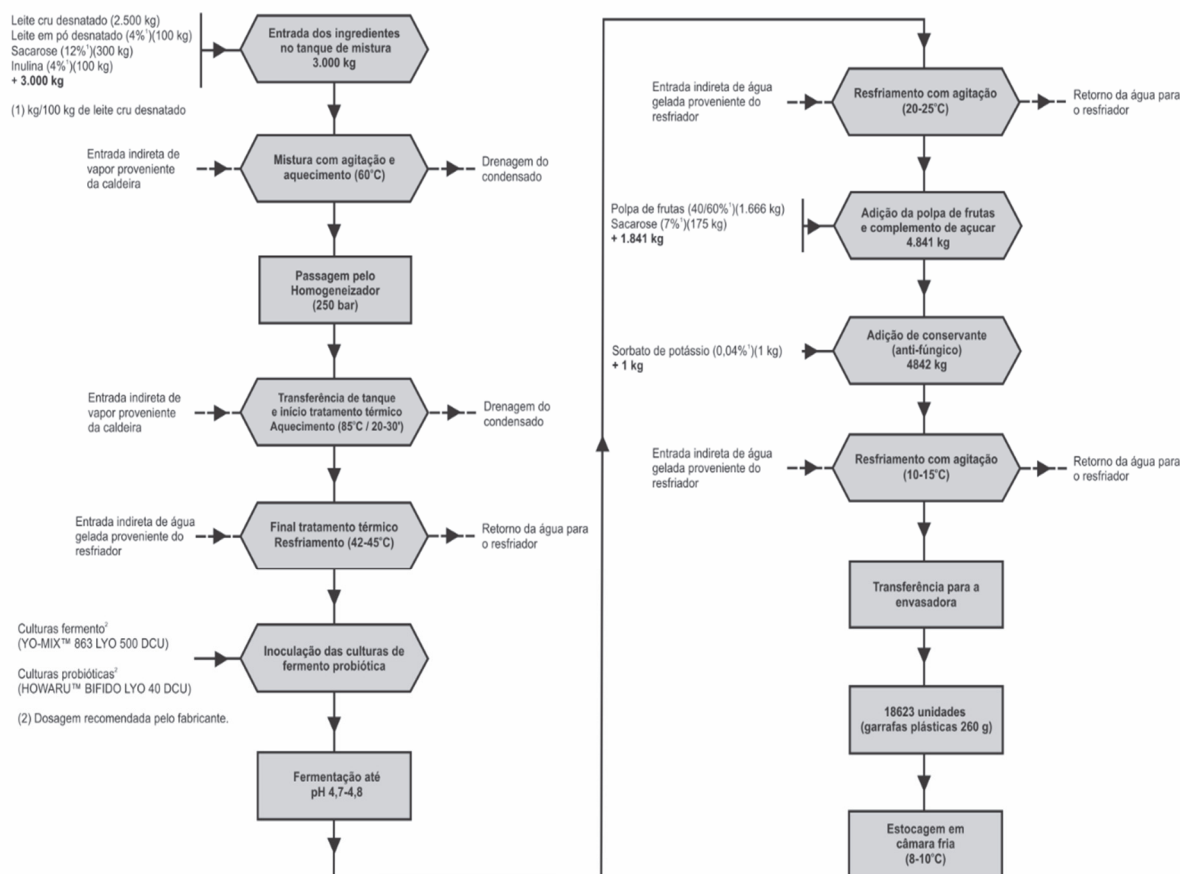 Leite cru desnatado (2.500 kg)
Leite em pó desnatado (4%¹)(100 kg)
Sacarose (12%¹)(300 kg)
Inulina (4%¹)(100 kg)
+ 3.000 kg
(1) kg/100 kg de leite cru desnatado
Entrada dos ingredientes
no tanque de mistura
3.000 kg
Entrada indireta de
vapor proveniente
da caldeira
Mistura com agitação e
aquecimento (60°C)
Drenagem do
condensado
Passagem pelo
Homogeneizador
(250 bar)
Entrada indireta de
vapor proveniente
da caldeira
Transferência de tanque
e início tratamento térmico
Aquecimento (85°C / 20-30')
Drenagem do
condensado
Entrada indireta de água
gelada proveniente do
resfriador
Final tratamento térmico
Resfriamento (42-45°C)
Retorno da água para
o resfriador
Culturas fermento²
(YO-MIX™ 863 LYO 500 DCU)
Culturas probióticas²
(HOWARU™ BIFIDO LYO 40 DCU)
(2) Dosagem recomendada pelo fabricante.
Inoculação das culturas de
fermento probiótica
Fermentação até
pH 4,7-4,8
Entrada indireta de água
gelada proveniente do
resfriador
Resfriamento com agitação
(20-25°C)
Retorno da água para
o resfriador
Polpa de frutas (40/60%¹)(1.666 kg)
Sacarose (7%¹)(175 kg)
+ 1.841 kg
Adição da polpa de frutas
e complemento de açucar
4.841 kg
Sorbato de potássio (0,04%¹)(1 kg)
+ 1 kg
Adição de conservante
(anti-fúngico)
4842 kg
Entrada indireta de água
gelada proveniente do
resfriador
Resfriamento com agitação
(10-15°C)
Retorno da água para
o resfriador
Transferência para a
envasadora
18623 unidades
(garrafas plásticas 260 g)
Estocagem em
câmara fria
(8-10°C)